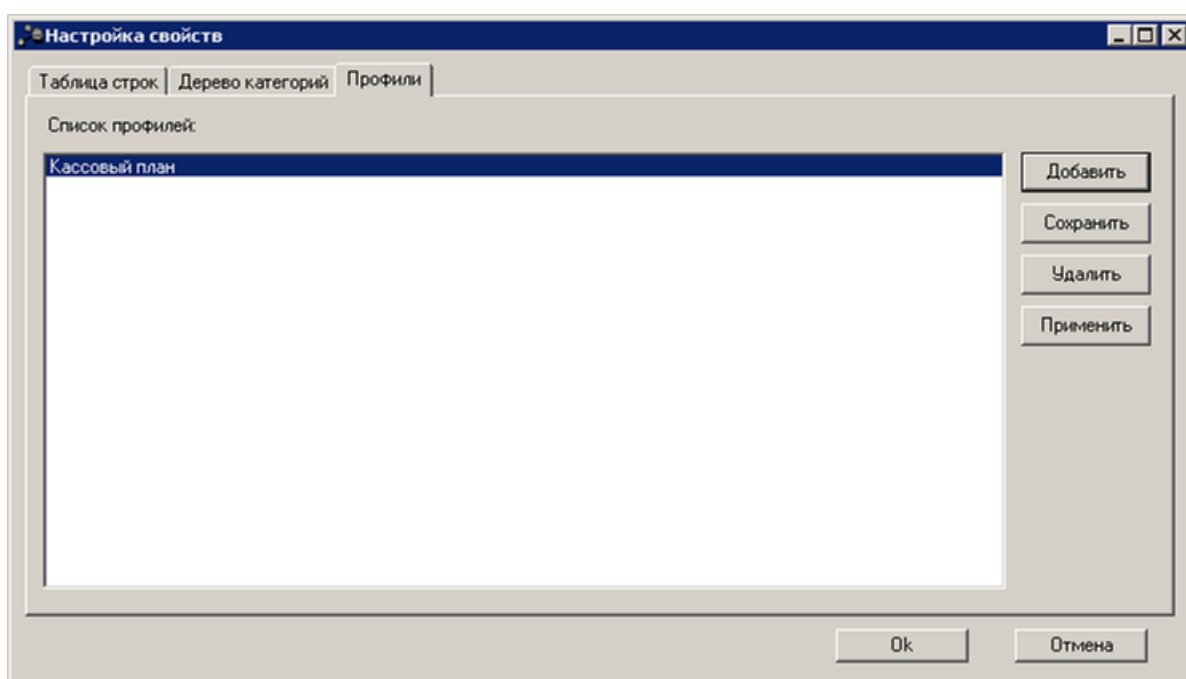 Настройка свойств
Таблица строк Дерево категорий Профили
Список профилей:
Кассовый план
Добавить
Сохранить
Удалить
Применить
Ok Отмена